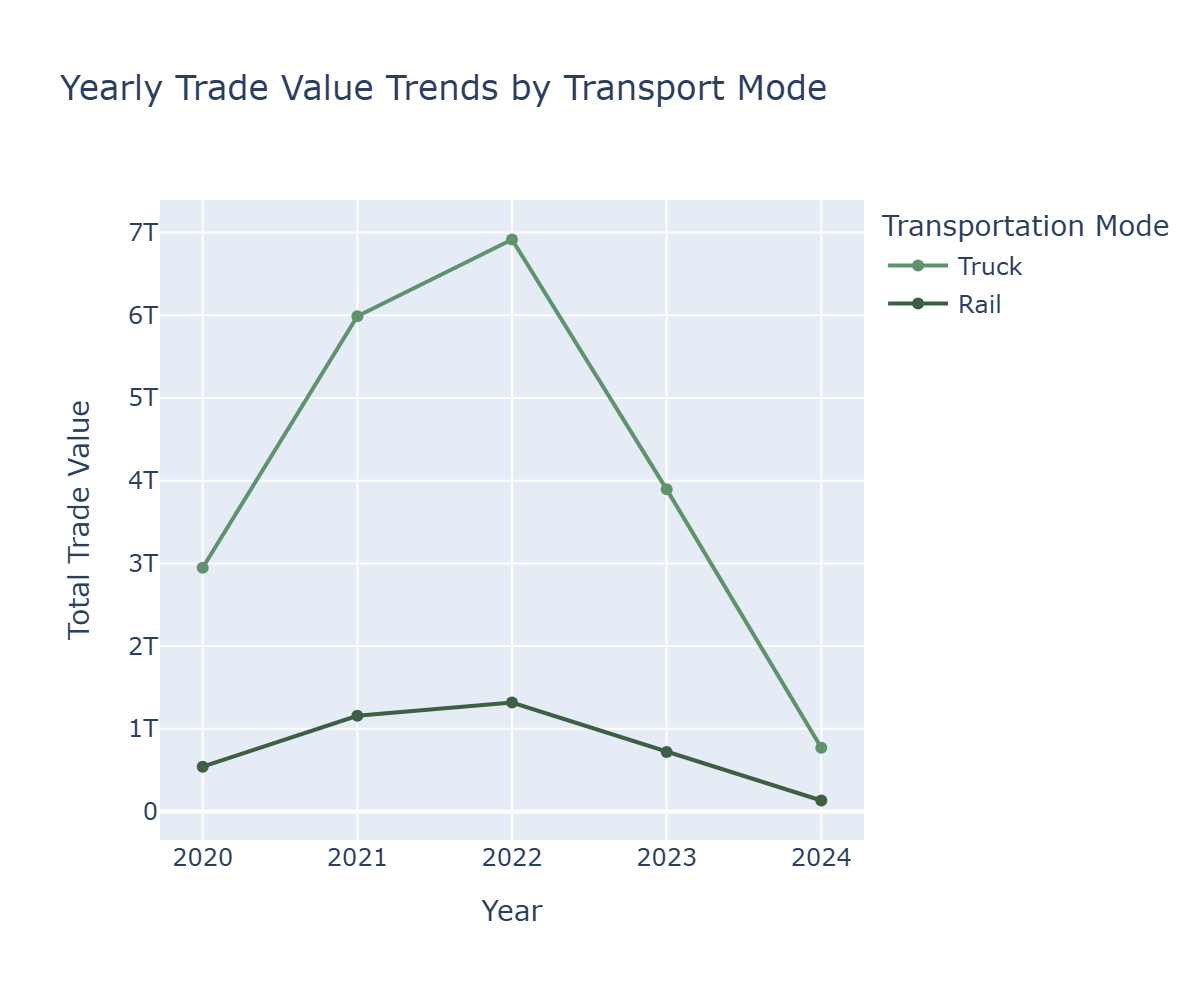 Yearly Trade Value Trends by Transport Mode
Transportation Mode
Truck
Rail
Total Trade Value
7T
6T
5T
4T
3T
2T
1T
0
2020 2021 2022 2023 2024
Year